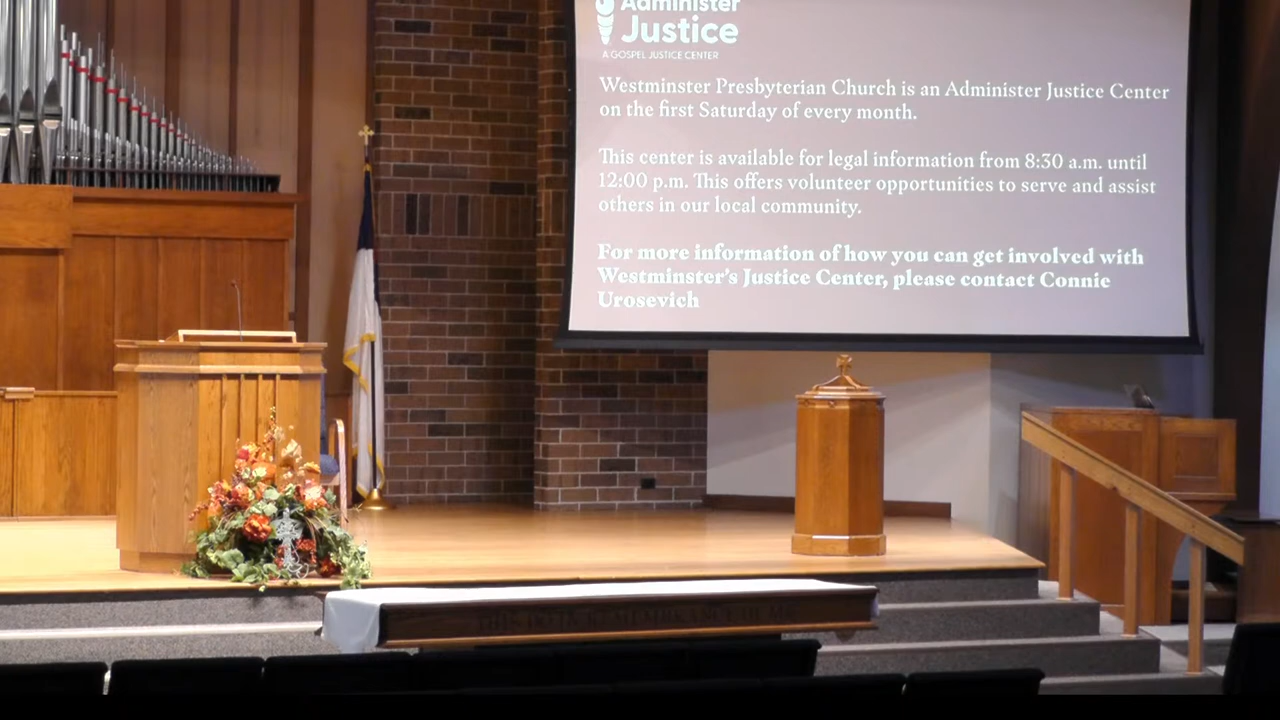 Administer
Justice
A GOSPEL JUSTICE CENTER
Westminster Presbyterian Church is an Administer Justice Center
on the first Saturday of every month.
This center is available for legal information from 8:30 a.m. until
12:00 p.m. This offers volunteer opportunities to serve and assist
others in our local community.
For more information of how you can get involved with
Westminster's Justice Center, please contact Connie
Urosevich